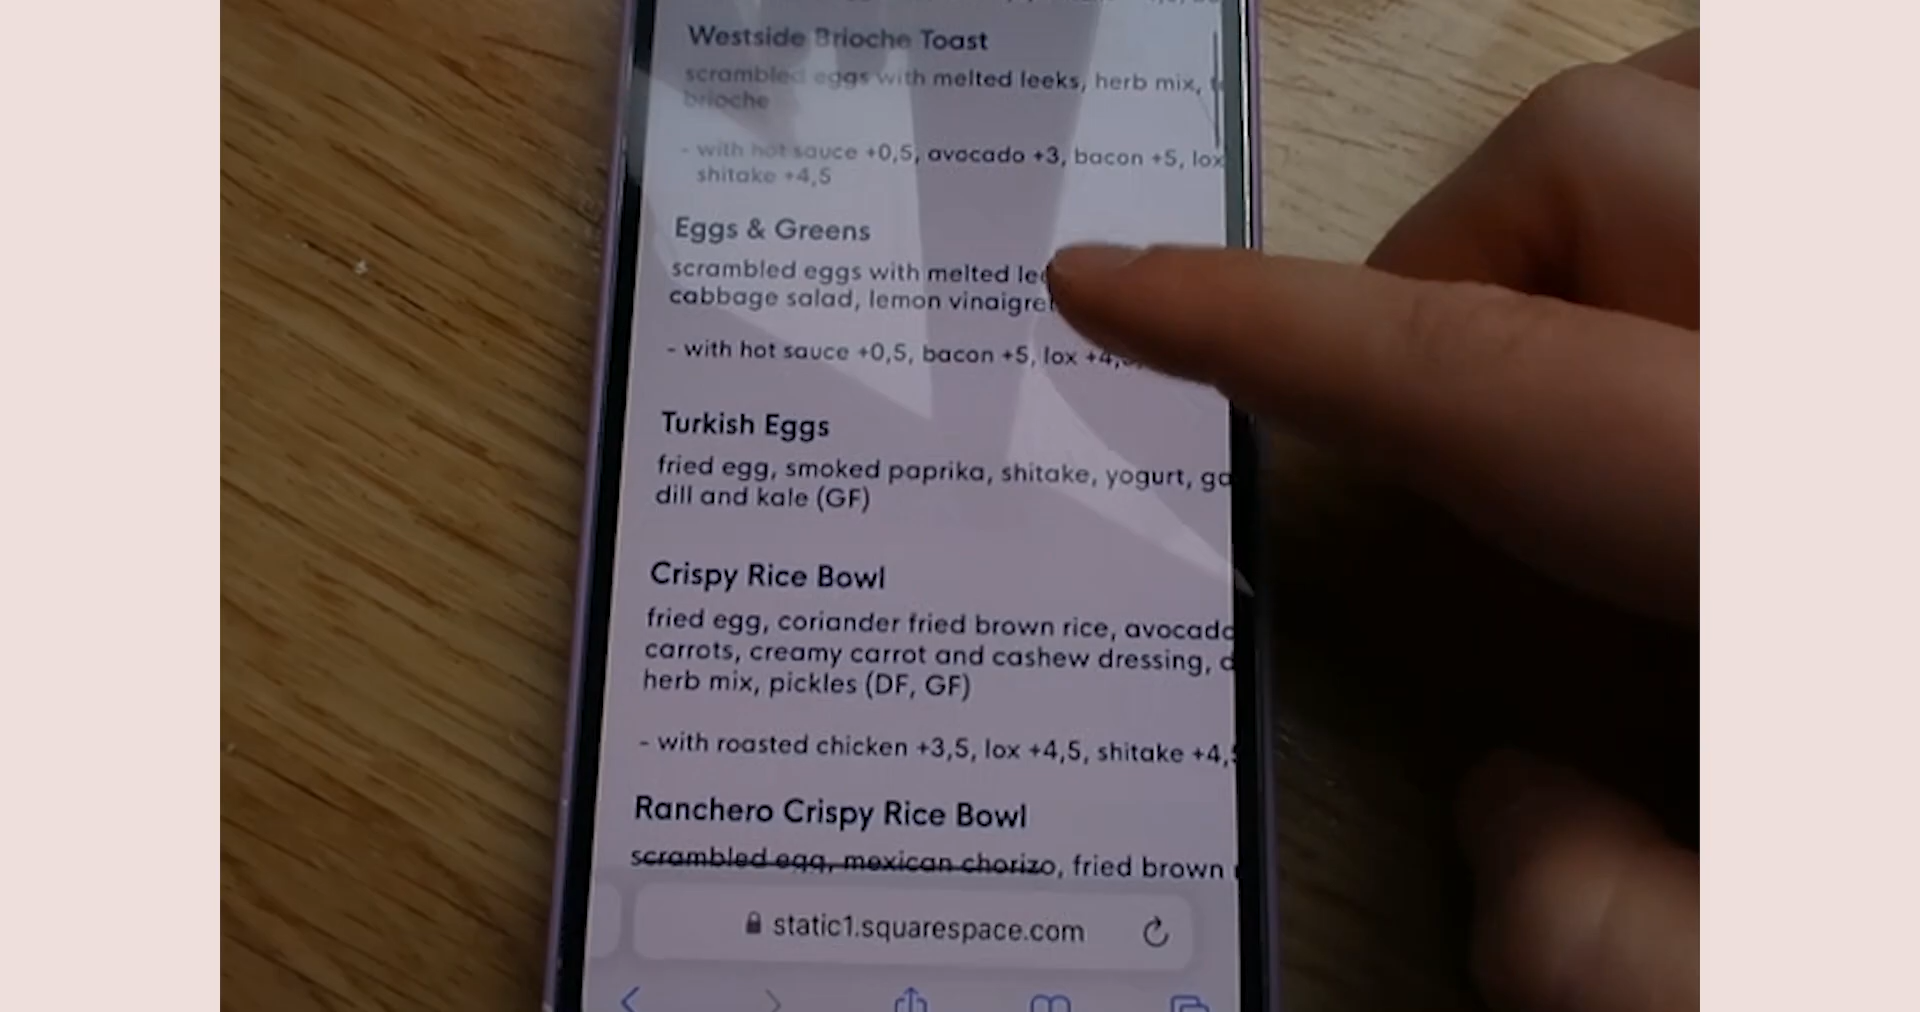 Westside Brioche Toast
scrambled eggs with melted leeks, herb mix,
brioche
- with hot sauce +0,5, avocado +3, bacon +5, lox
shitake +4,5
Eggs & Greens
scrambled eggs with melted
cabbage salad, lemon
- with hot sauce +0,5, bacon +5, lox
Turkish Eggs
fried egg, smoked paprika, shitake, yogurt,
dill and kale (GF)
Crispy Rice Bowl
fried egg, coriander fried brown rice, avocado
carrots, creamy carrot and cashew dressing,
herb mix, pickles (DF, GF)
- with roasted chicken +3,5, lox +4,5, shitake
Ranchero Crispy Rice Bowl
scrambled egg, mexican chorizo, fried brown
static1.squarespace.com